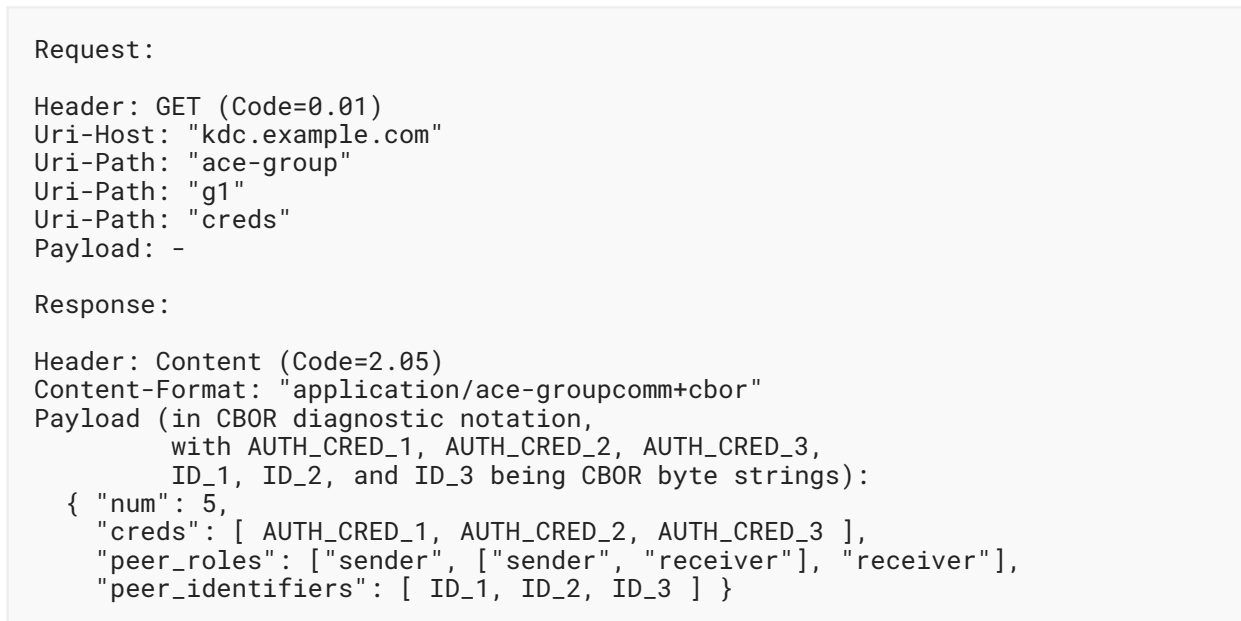 Request:
Header: GET (Code=0.01)
Uri-Host: "kdc.example.com"
Uri-Path: "ace-group"
Uri-Path: "g1"
Uri-Path: "creds"
Payload: -
Response:
Header: Content (Code=2.05)
Content-Format: "application/ace-groupcomm+cbor"
Payload (in CBOR diagnostic notation,
with AUTH_CRED_1, AUTH_CRED_2, AUTH_CRED_3,
ID_1, ID_2, and ID_3 being CBOR byte strings):
{ "num": 5,
"creds": [ AUTH_CRED_1, AUTH_CRED_2, AUTH_CRED_3 ],
"peer_roles": ["sender", ["sender", "receiver"], "receiver"],
"peer_identifiers": [ ID_1, ID_2, ID_3 ] }